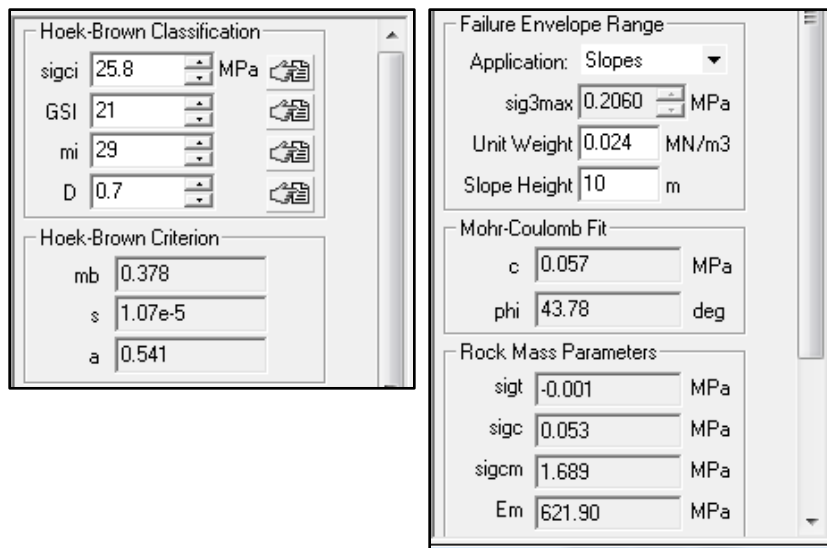 Hoek-Brown Classification
sigci 25.8 MPa
GSI 21
mi 29
D 0.7
Hoek-Brown Criterion
mb 0.378
s 1.07e-5
a 0.541
Failure Envelope Range
Application: Slopes
sig3max 0.2060 MPa
Unit Weight 0.024 MN/m3
Slope Height 10 m
Mohr-Coulomb Fit
c 0.057 MPa
phi 43.78 deg
Rock Mass Parameters
sigt -0.001 MPa
sigc 0.053 MPa
sigcm 1.689 MPa
Em 621.90 MPa